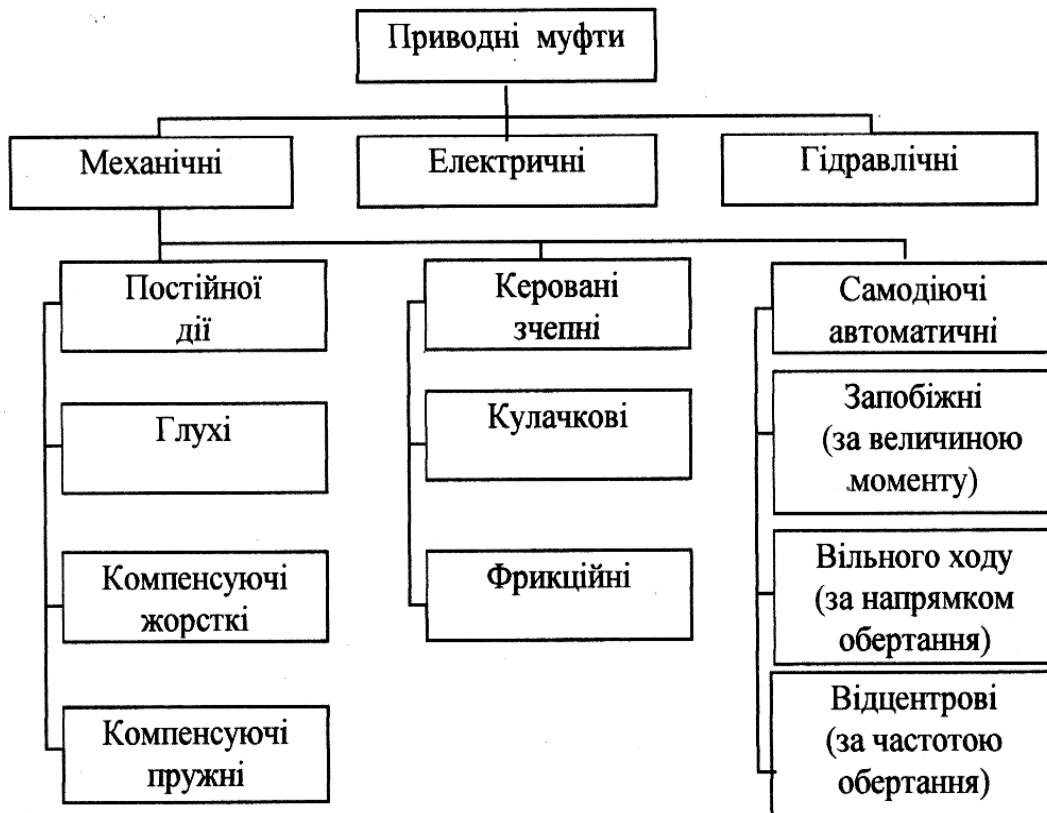 Приводні муфти
Механічні
Електричні
Гідравлічні
Постійної
дії
Керовані
зчепні
Самодіючі
автоматичні
Глухі
Кулачкові
Запобіжні
(за величиною
моменту)
Компенсуючі
жорсткі
Фрикційні
Вільного ходу
(за напрямком
обертання)
Компенсуючі
пружні
Відцентрові
(за частотою
обертання)